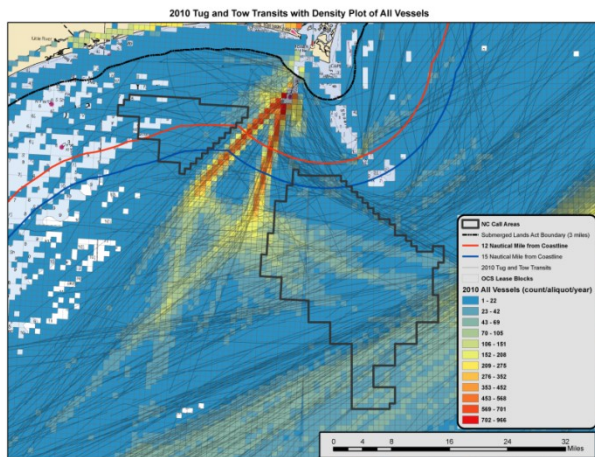 2010 Tug and Tow Transits with Density Plot of All Vessels
NC Call Areas
Submerged Lands Act Boundary (3 miles)
12 Nautical Mile from Coastline
15 Nautical Mile from Coastline
2010 Tug and Tow Transits
OCS Lease Blocks
2010 All Vessels (count/aliquot/year)
1 - 22
23 - 42
43 - 69
70 - 105
106 - 151
152 - 208
209 - 275
276 - 352
353 - 452
453 - 568
569 - 701
702 - 966
0 4 8 16 24 32
Miles